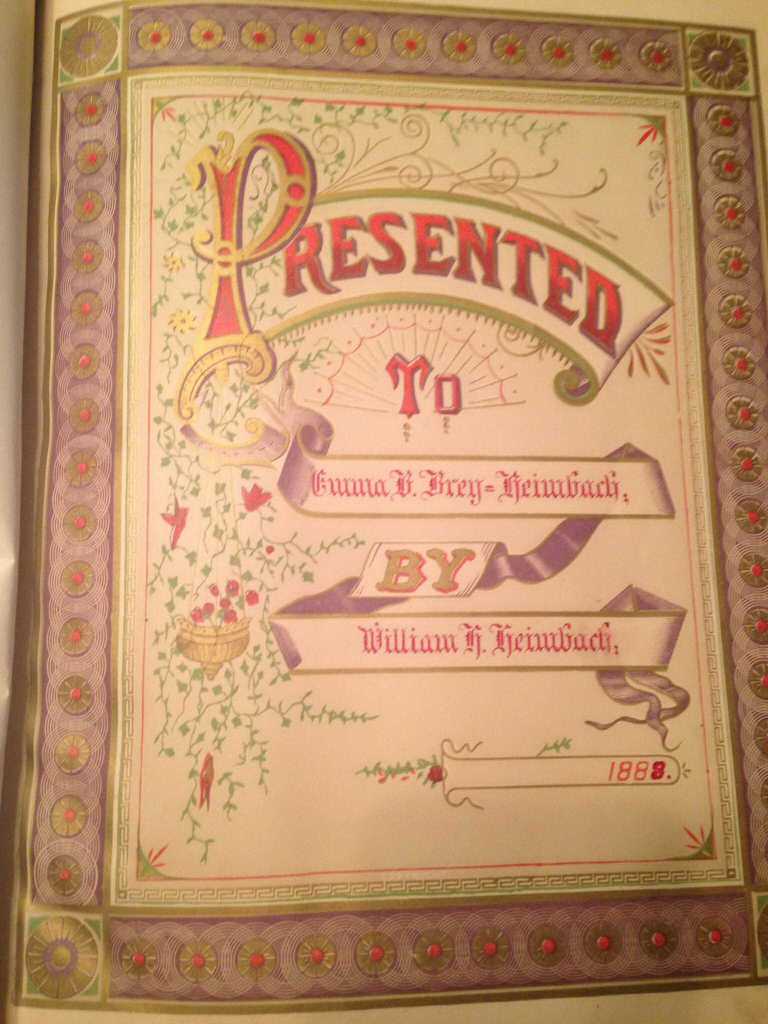 PRESENTED
TO
Emma B. Brey=Heimbach,
BY
William H. Heimbach,
1888.